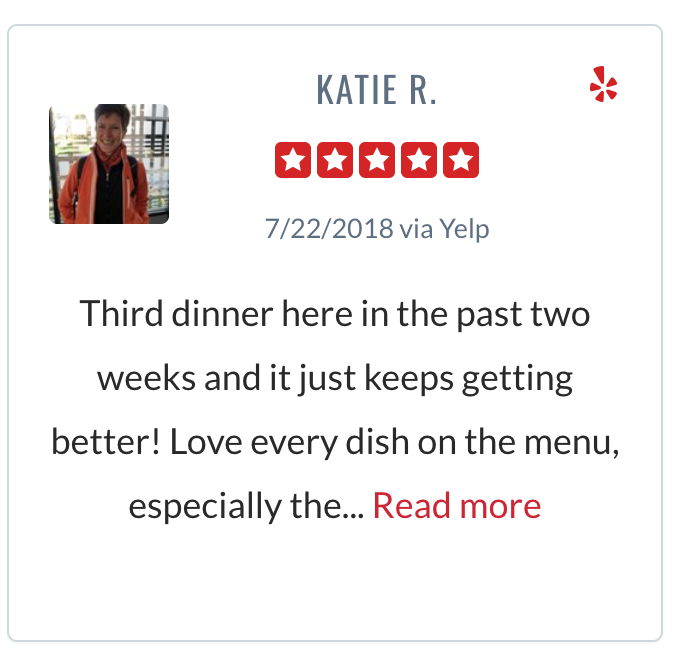 KATIE R.
7/22/2018 via Yelp
Third dinner here in the past two
weeks and it just keeps getting
better! Love every dish on the menu,
especially the... Read more